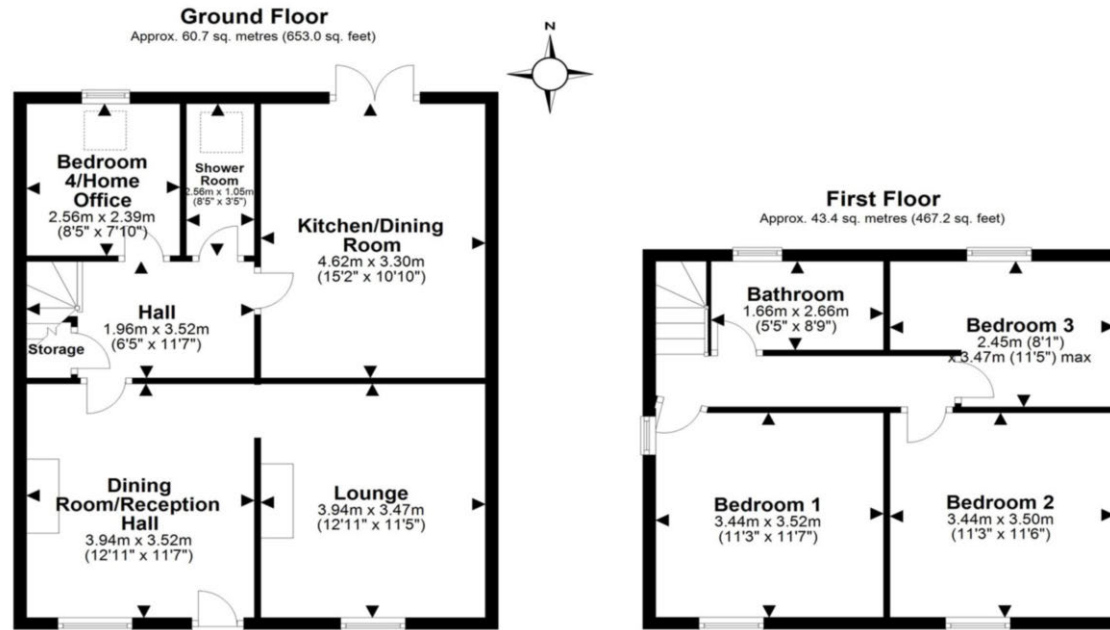 Ground Floor
Approx. 60.7 sq. metres (653.0 sq. feet)
N
Bedroom
4/Home
Office
2.56m x 2.39m
(8'5" x 7'10")
Shower
Room
2.56m x 1.05m
(8'5" x 3'5")
Kitchen/Dining
Room
4.62m x 3.30m
(15'2" x 10'10")
Hall
1.96m x 3.52m
(6'5" x 11'7")
Storage
Dining
Room/Reception
Hall
3.94m x 3.52m
(12'11" x 11'7")
Lounge
3.94m x 3.47m
(12'11" x 11'5")
First Floor
Approx. 43.4 sq. metres (467.2 sq. feet)
Bathroom
1.66m x 2.66m
(5'5" x 8'9")
Bedroom 3
2.45m (8'1")
x 3.47m (11'5") max
Bedroom 1
3.44m x 3.52m
(11'3" x 11'7")
Bedroom 2
3.44m x 3.50m
(11'3" x 11'6")